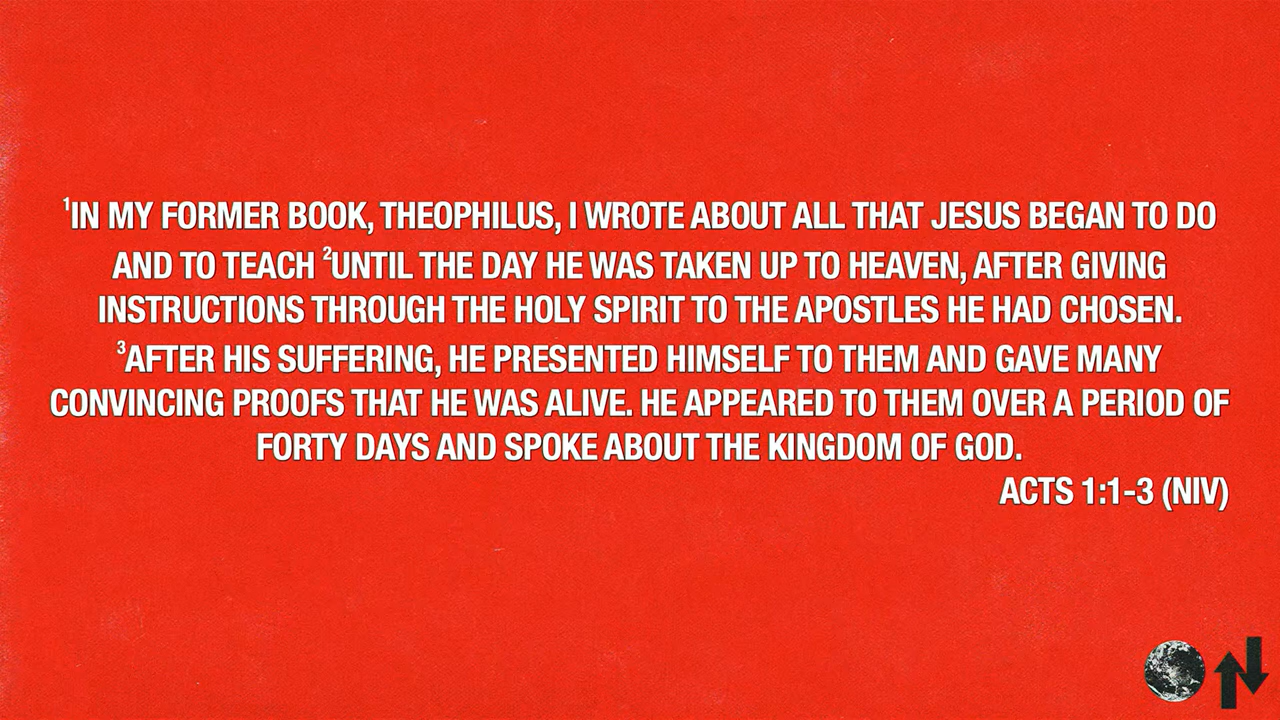 ¹IN MY FORMER BOOK, THEOPHILUS, I WROTE ABOUT ALL THAT JESUS BEGAN TO DO
AND TO TEACH ²UNTIL THE DAY HE WAS TAKEN UP TO HEAVEN, AFTER GIVING
INSTRUCTIONS THROUGH THE HOLY SPIRIT TO THE APOSTLES HE HAD CHOSEN.
³AFTER HIS SUFFERING, HE PRESENTED HIMSELF TO THEM AND GAVE MANY
CONVINCING PROOFS THAT HE WAS ALIVE. HE APPEARED TO THEM OVER A PERIOD OF
FORTY DAYS AND SPOKE ABOUT THE KINGDOM OF GOD.
ACTS 1:1-3 (NIV)